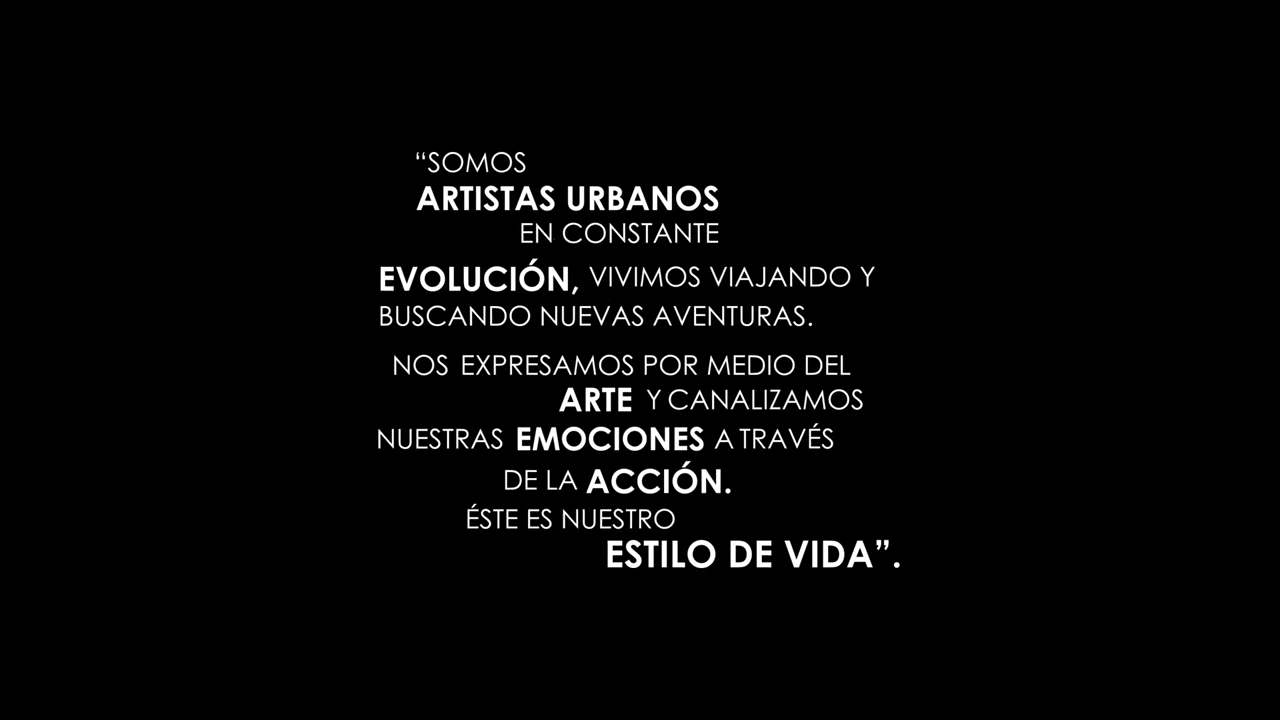 “SOMOS
ARTISTAS URBANOS
EN CONSTANTE
EVOLUCIÓN, VIVIMOS VIAJANDO Y
BUSCANDO NUEVAS AVENTURAS.
NOS EXPRESAMOS POR MEDIO DEL
ARTE Y CANALIZAMOS
NUESTRAS EMOCIONES A TRAVÉS
DE LA ACCIÓN.
ÉSTE ES NUESTRO
ESTILO DE VIDA”.